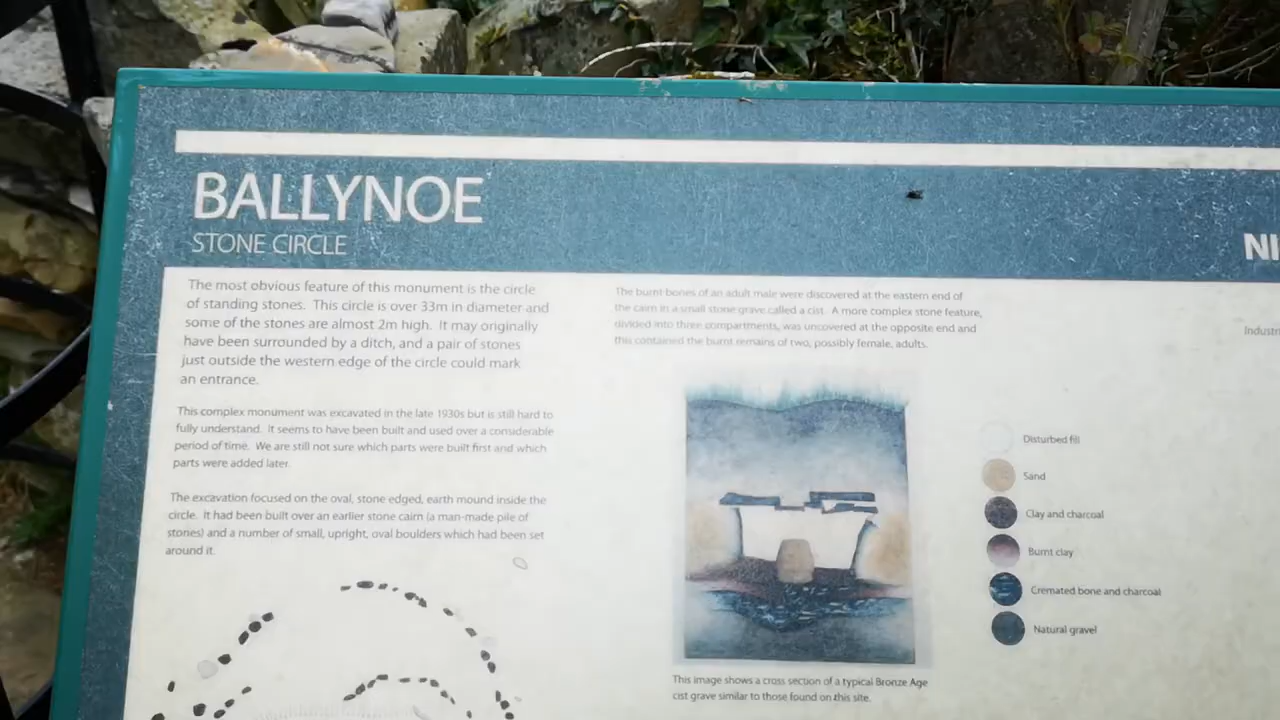 BALLYNOE
STONE CIRCLE
NI
The most obvious feature of this monument is the circle
of standing stones. This circle is over 33m in diameter and
some of the stones are almost 2m high. It may originally
have been surrounded by a ditch, and a pair of stones
just outside the western edge of the circle could mark
an entrance.
This complex monument was excavated in the late 1930s but is still hard to
fully understand. It seems to have been built and used over a considerable
period of time. We are still not sure which parts were built first and which
parts were added later.
The excavation focused on the oval, stone edged, earth mound inside the
circle. It had been built over an earlier stone cairn (a man-made pile of
stones) and a number of small, upright, oval boulders which had been set
around it.
The burnt bones of an adult male were discovered at the eastern end of
the cairn in a small stone grave called a cist. A more complex stone feature,
divided into three compartments, was uncovered at the opposite end and
this contained the burnt remains of two, possibly female, adults.
Industri
Disturbed fill
Sand
Clay and charcoal
Burnt clay
Cremated bone and charcoal
Natural gravel
This image shows a cross section of a typical Bronze Age
cist grave similar to those found on this site.